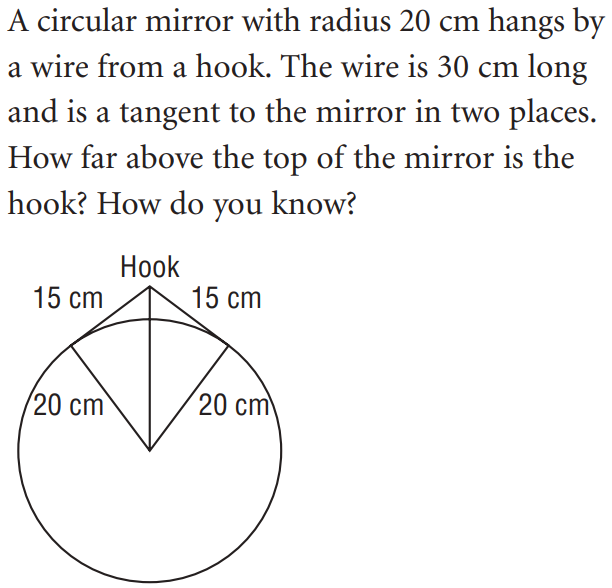 A circular mirror with radius 20 cm hangs by
a wire from a hook. The wire is 30 cm long
and is a tangent to the mirror in two places.
How far above the top of the mirror is the
hook? How do you know?
Hook
15 cm 15 cm
20 cm 20 cm